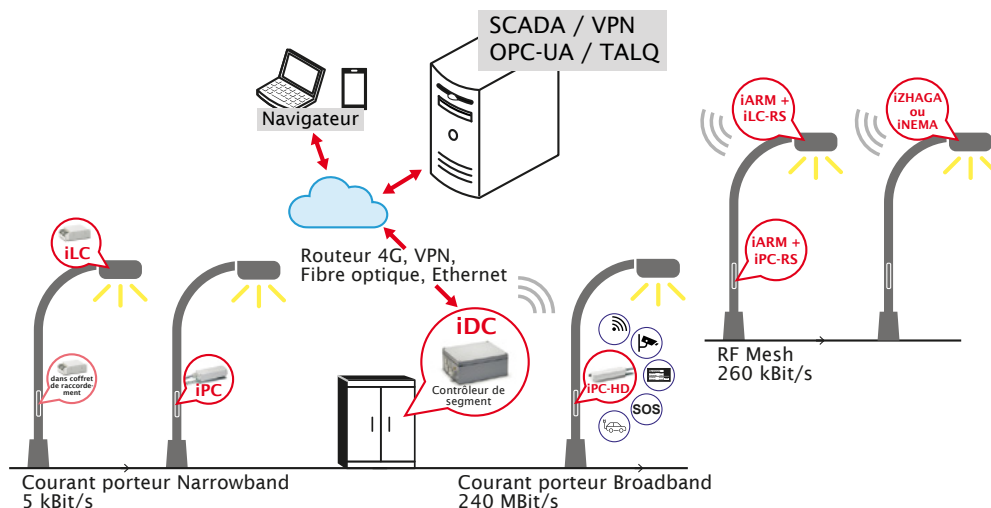 SCADA / VPN
OPC-UA / TALQ
Navigateur
Routeur 4G, VPN,
Fibre optique, Ethernet
iLC
dans coffret
de raccorde-
ment
iPC
iDC
Contrôleur de
segment
iPC-HD
SOS
iARM +
iLC-RS
iZHAGA
ou
iNEMA
iARM +
iPC-RS
RF Mesh
260 kBit/s
Courant porteur Narrowband
5 kBit/s
Courant porteur Broadband
240 MBit/s